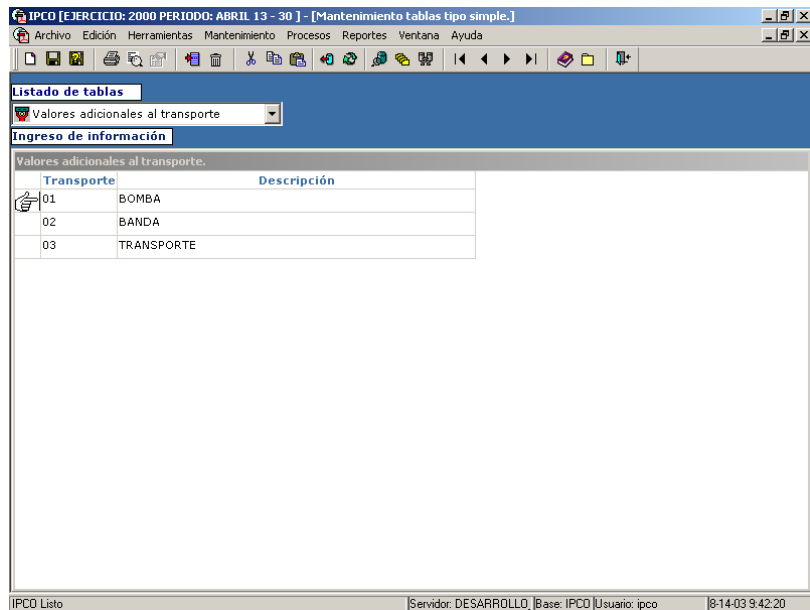 IPCO [EJERCICIO: 2000 PERIODO: ABRIL 13 - 30 ] - [Mantenimiento tablas tipo simple.]
Archivo Edición Herramientas Mantenimiento Procesos Reportes Ventana Ayuda
Listado de tablas
Valores adicionales al transporte
Ingreso de información
Valores adicionales al transporte.
Transporte Descripción
01 BOMBA
02 BANDA
03 TRANSPORTE
IPCO Listo Servidor: DESARROLLO Base: IPCO Usuario: ipco 8-14-03 9:42:20